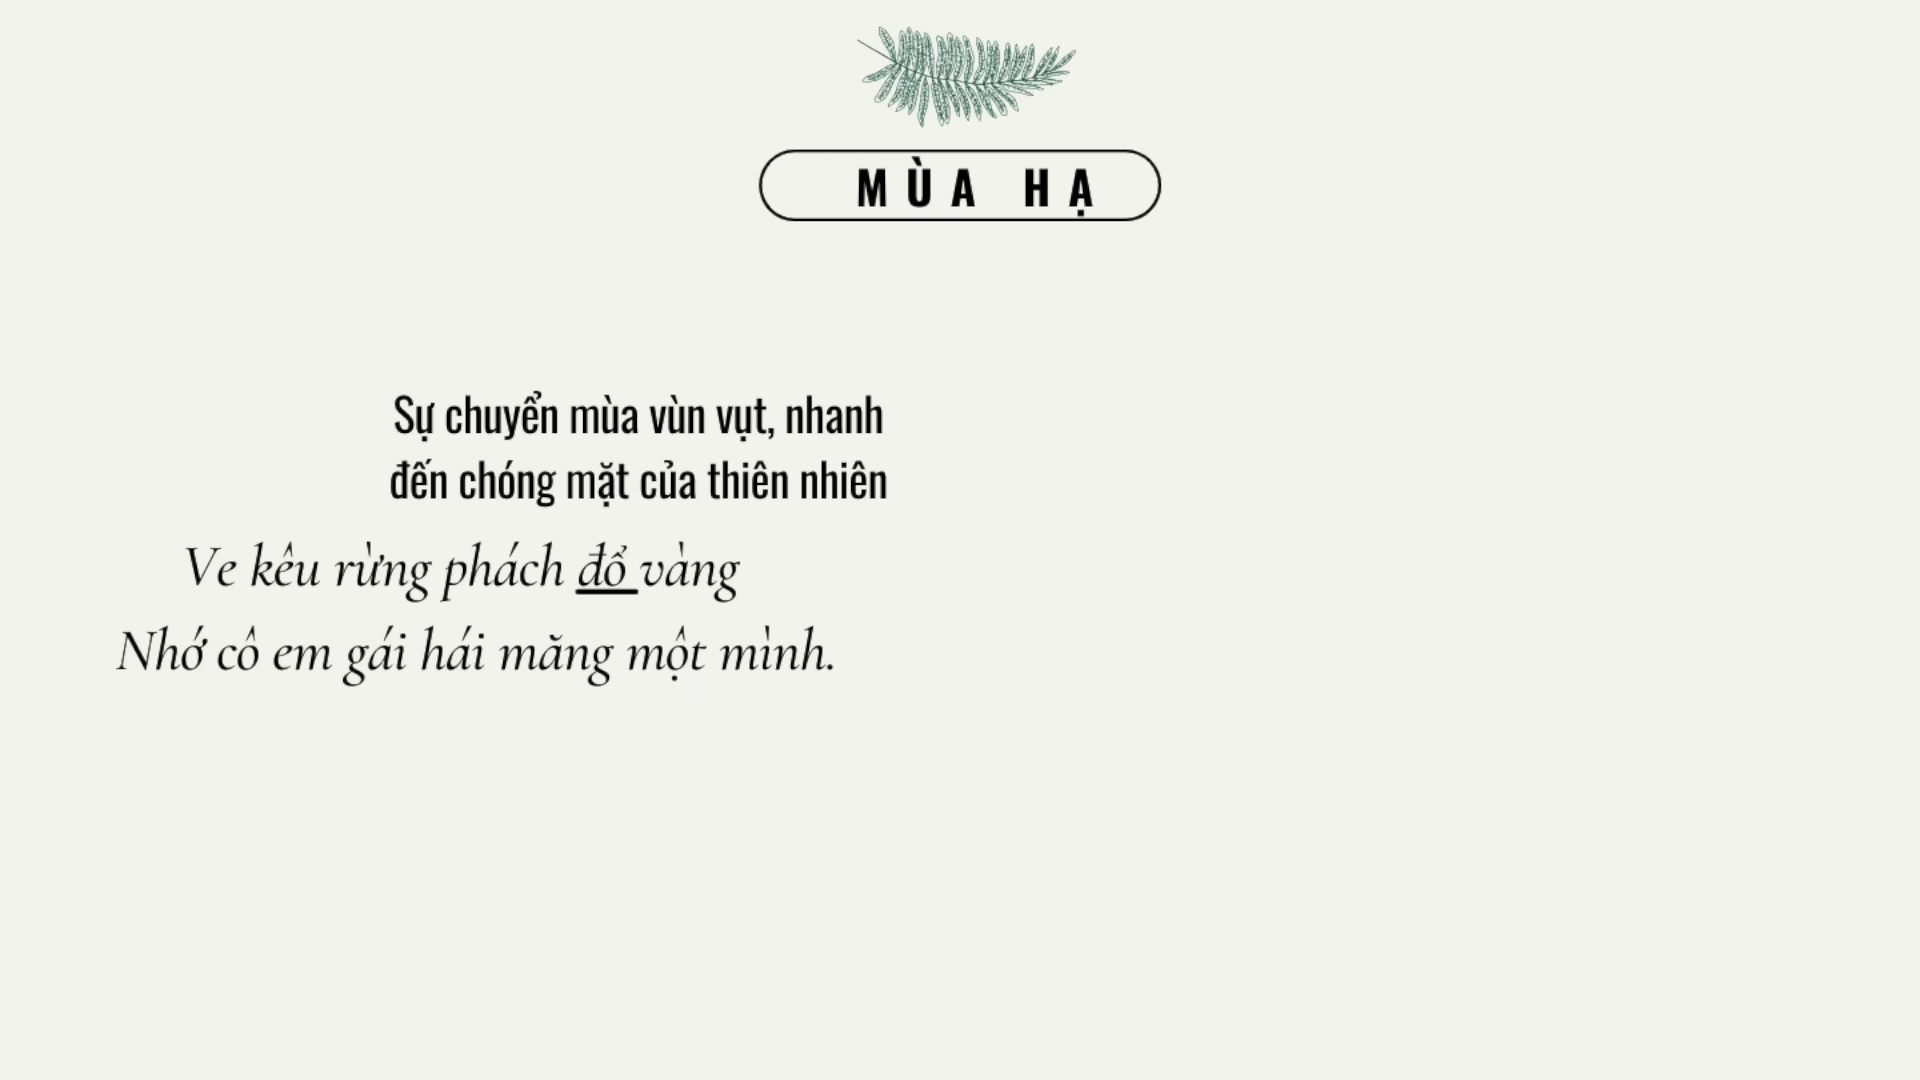 MÙA HẠ
Sự chuyển mùa vùn vụt, nhanh
đến chóng mặt của thiên nhiên
Ve kêu rừng phách đổ vàng
Nhớ cô em gái hái măng một mình.